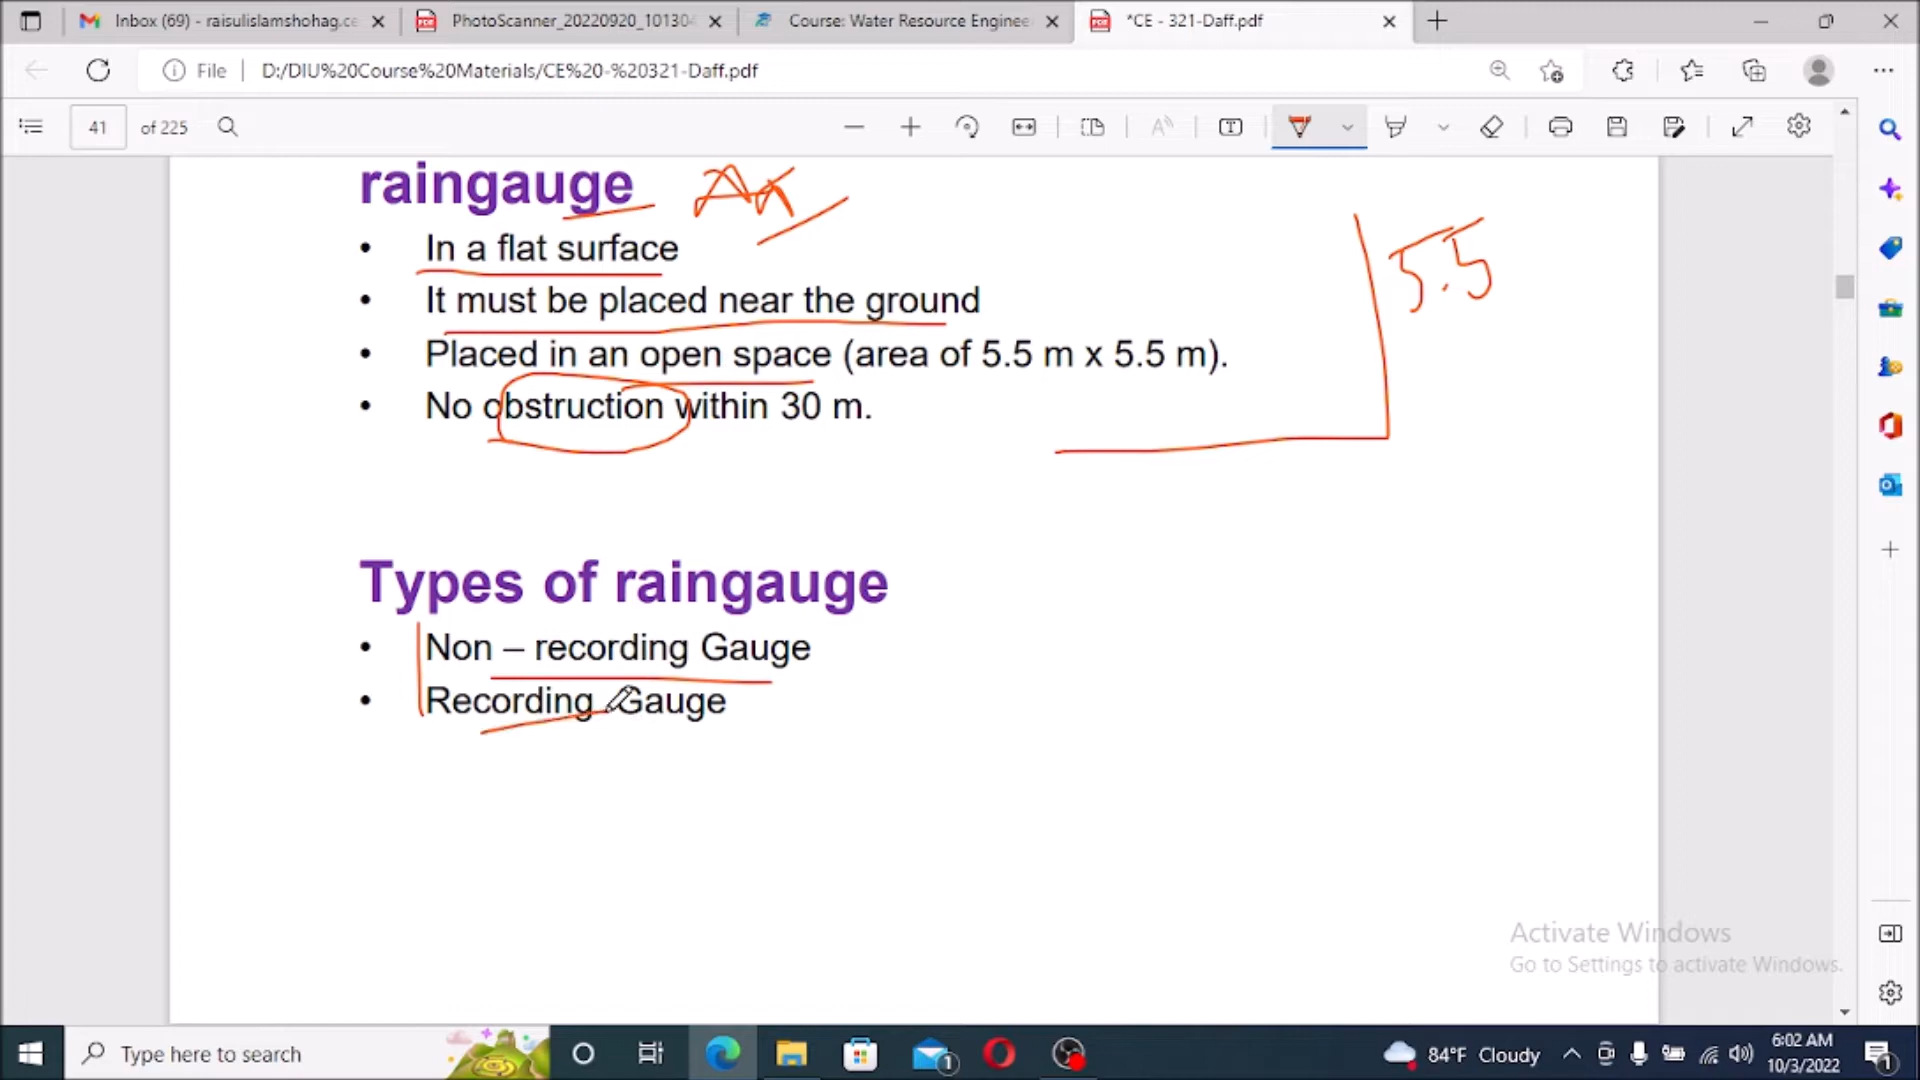 Inbox (69) - raisulislamshohag.ce
PhotoScanner_20220920_10130
Course: Water Resource Enginee
*CE - 321-Daff.pdf
File
D:/DIU%20Course%20Materials/CE%20-%20321-Daff.pdf
41
of 225
raingauge
• In a flat surface
5.5
• It must be placed near the ground
• Placed in an open space (area of 5.5 m x 5.5 m).
• No obstruction within 30 m.
Types of raingauge
• Non – recording Gauge
• Recording Gauge
Activate Windows
Go to Settings to activate Windows.
Type here to search
84°F Cloudy
6:02 AM
10/3/2022